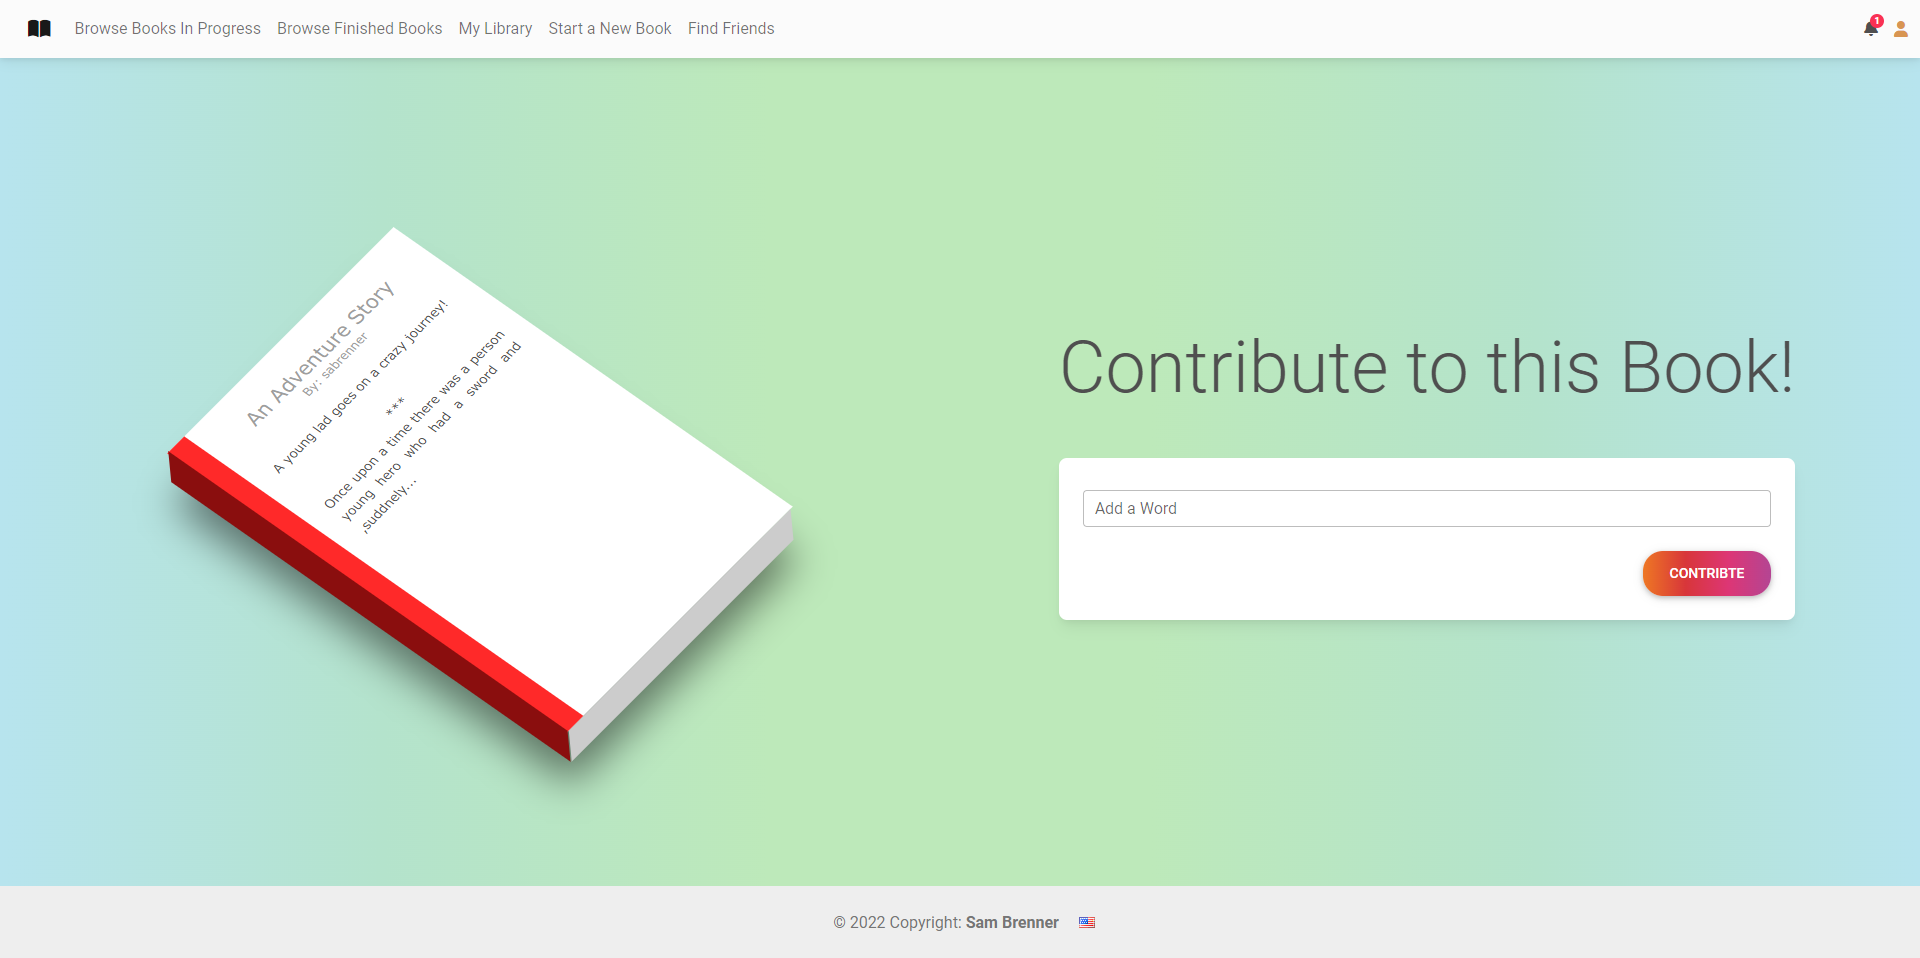 Browse Books In Progress Browse Finished Books My Library Start a New Book Find Friends 1
An Adventure Story
By: sabrenner
A young lad goes on a crazy journey!
***
Once upon a time there was a person
young hero who had a sword and
,suddnely...
Contribute to this Book!
Add a Word
CONTRIBTE
© 2022 Copyright: Sam Brenner